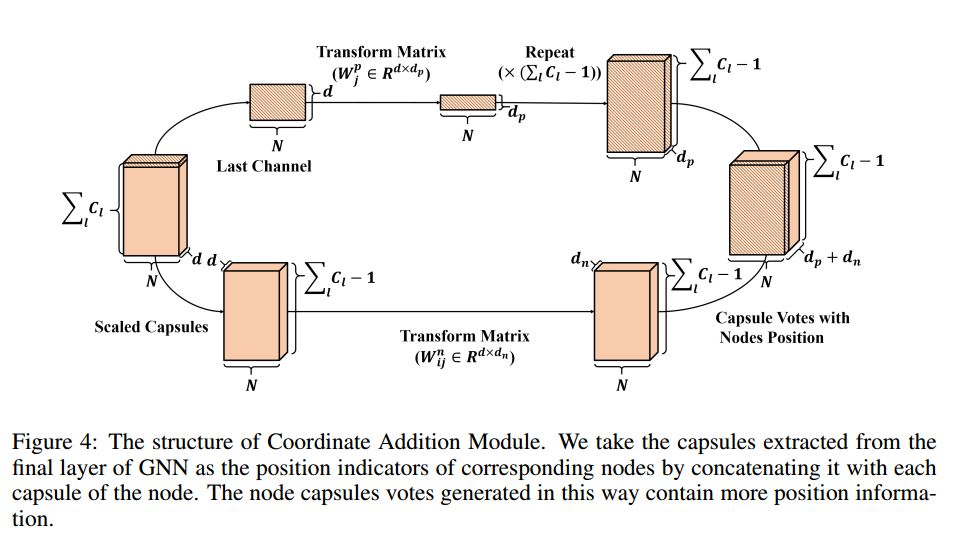 Transform Matrix
(W_j^p ∈ R^{d×d_p})
Repeat
(× (∑_l C_l − 1))
∑_l C_l − 1
d
N
Last Channel
d_p
N
d_p
N
∑_l C_l − 1
∑_l C_l
d
N
d_p + d_n
N
Scaled Capsules
d
∑_l C_l − 1
N
Transform Matrix
(W_{ij}^n ∈ R^{d×d_n})
d_n
∑_l C_l − 1
N
Capsule Votes with
Nodes Position
Figure 4: The structure of Coordinate Addition Module. We take the capsules extracted from the
final layer of GNN as the position indicators of corresponding nodes by concatenating it with each
capsule of the node. The node capsules votes generated in this way contain more position informa-
tion.